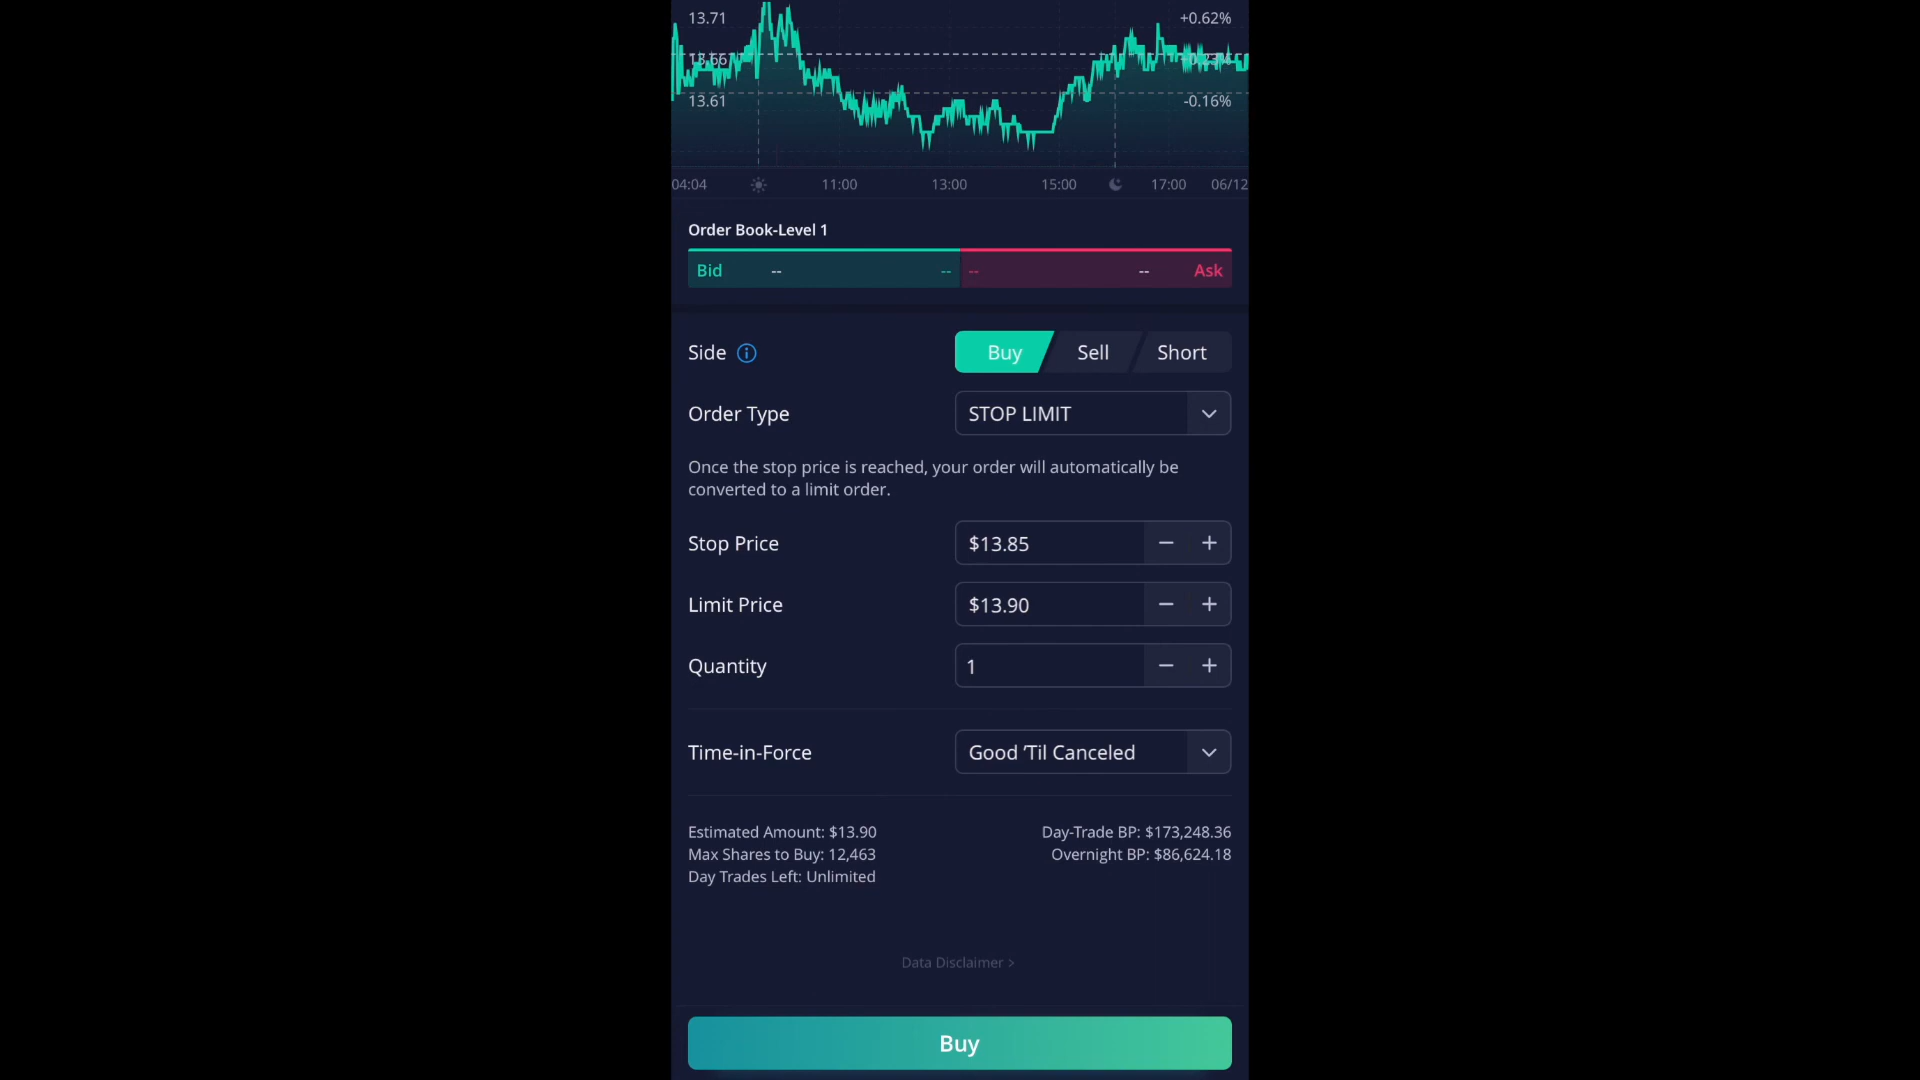 13.71 +0.62%
13.66 +0.23%
13.61 -0.16%
04:04 11:00 13:00 15:00 17:00 06/12
Order Book-Level 1
Bid -- -- -- -- Ask
Side Buy Sell Short
Order Type STOP LIMIT
Once the stop price is reached, your order will automatically be
converted to a limit order.
Stop Price $13.85 − +
Limit Price $13.90 − +
Quantity 1 − +
Time-in-Force Good ‘Til Canceled
Estimated Amount: $13.90 Day-Trade BP: $173,248.36
Max Shares to Buy: 12,463 Overnight BP: $86,624.18
Day Trades Left: Unlimited
Data Disclaimer >
Buy